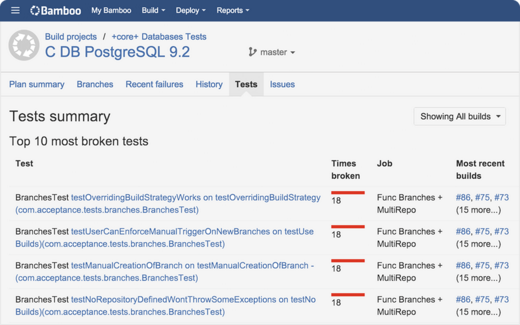 Bamboo My Bamboo Build Deploy Reports
Build projects / +core+ Databases Tests
C DB PostgreSQL 9.2 master
Plan summary Branches Recent failures History Tests Issues
Tests summary Showing All builds
Top 10 most broken tests
Test Times broken Job Most recent builds
BranchesTest testOverridingBuildStrategyWorks on testOverridingBuildStrategy 18 Func Branches + #86, #75, #73
(com.acceptance.tests.branches.BranchesTest) MultiRepo (15 more...)
BranchesTest testUserCanEnforceManualTriggerOnNewBranches on testUse 18 Func Branches + #86, #75, #73
Builds)(com.acceptance.tests.branches.BranchesTest) MultiRepo (15 more...)
BranchesTest testManualCreationOfBranch on testManualCreationOfBranch - 18 Func Branches + #86, #75, #73
(com.acceptance.tests.branches.BranchesTest) MultiRepo (15 more...)
BranchesTest testNoRepositoryDefinedWontThrowSomeExceptions on testNo 18 Func Branches + #86, #75, #73
Builds)(com.acceptance.tests.branches.BranchesTest) MultiRepo (15 more...)